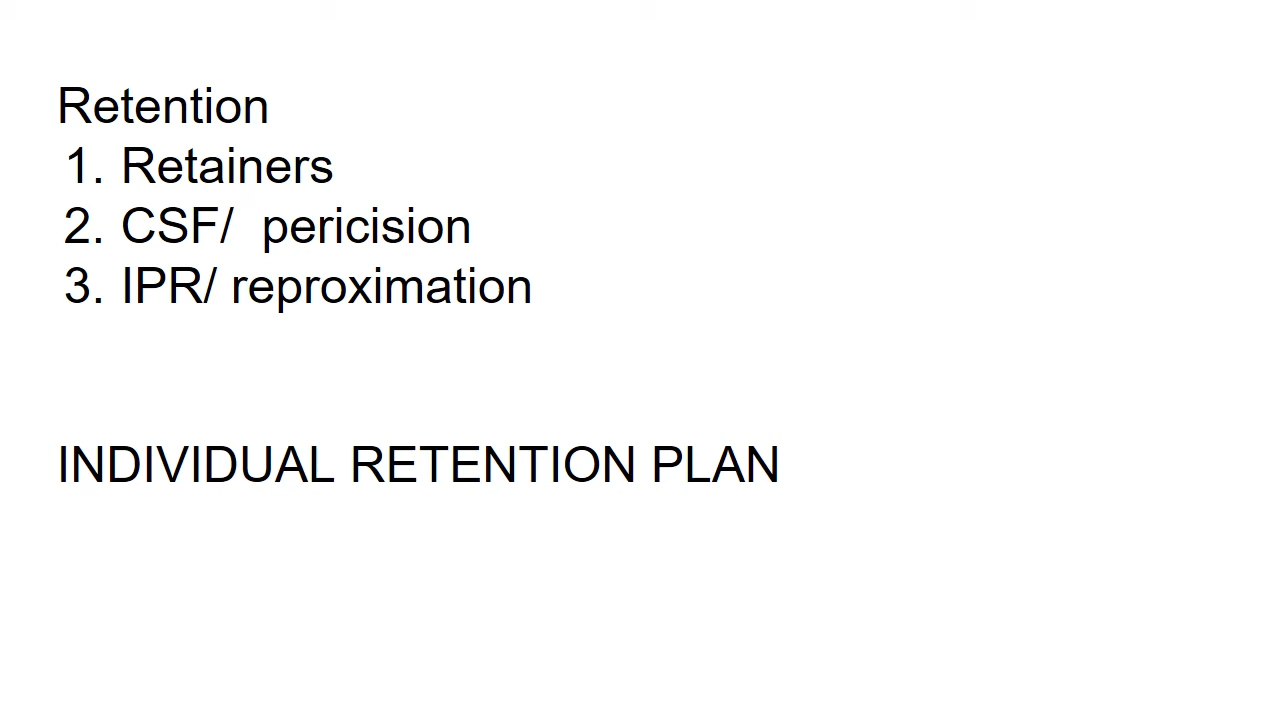 Retention
1. Retainers
2. CSF/  pericision
3. IPR/ reproximation
INDIVIDUAL RETENTION PLAN